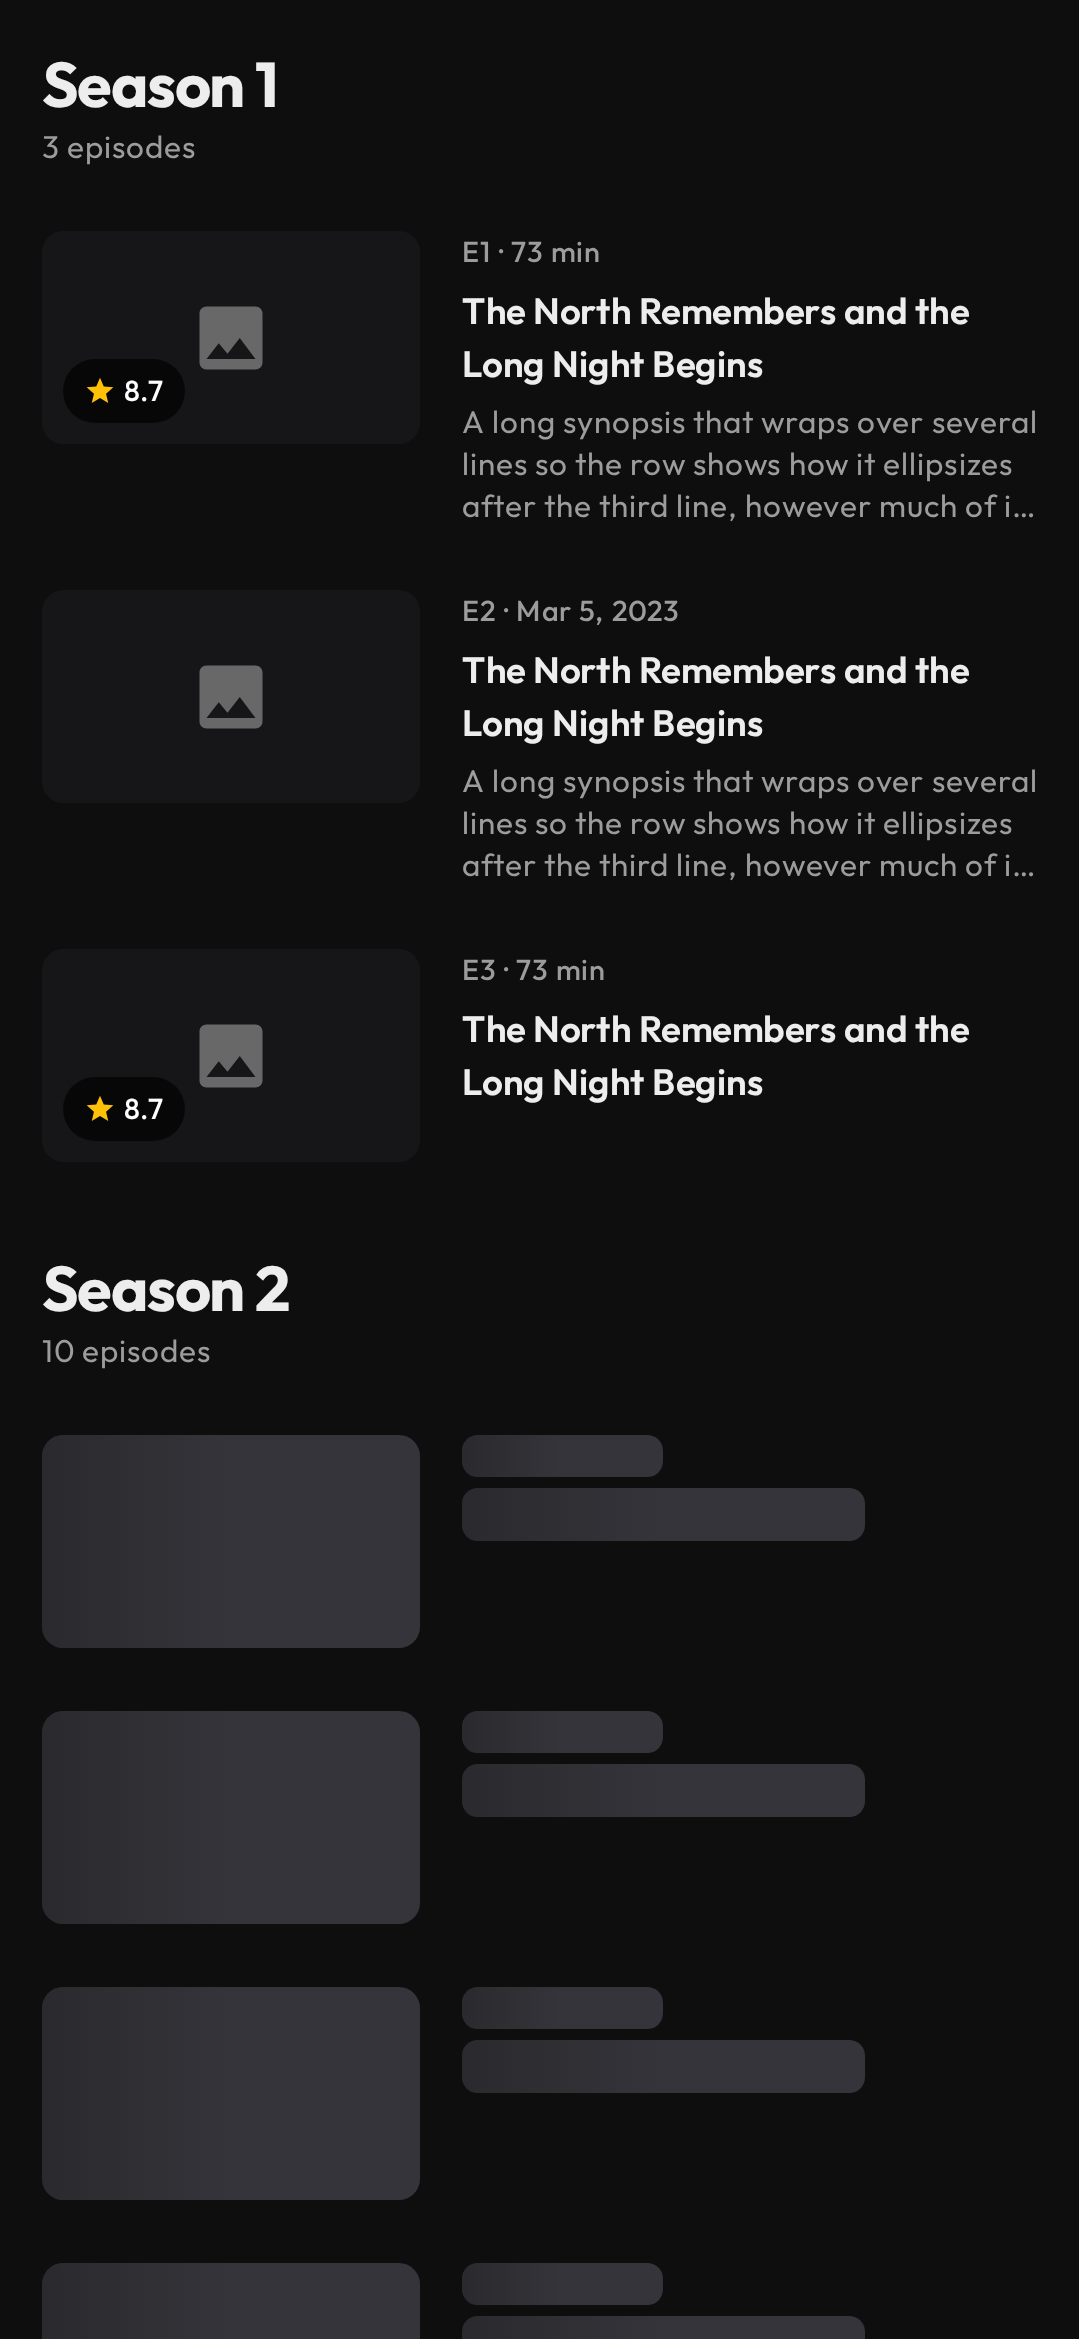 Season 1
3 episodes
E1 · 73 min
The North Remembers and the
Long Night Begins
A long synopsis that wraps over several
lines so the row shows how it ellipsizes
after the third line, however much of i...
8.7
E2 · Mar 5, 2023
The North Remembers and the
Long Night Begins
A long synopsis that wraps over several
lines so the row shows how it ellipsizes
after the third line, however much of i...
E3 · 73 min
The North Remembers and the
Long Night Begins
8.7
Season 2
10 episodes